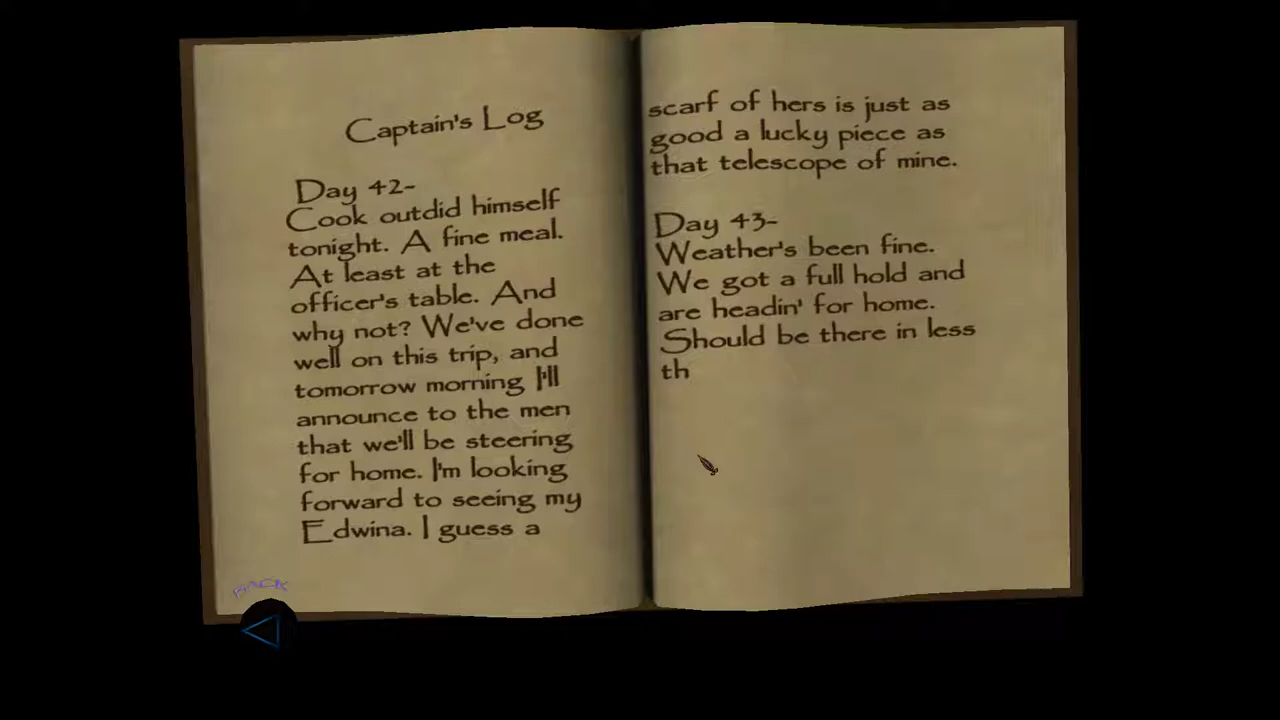 Captain's Log
Day 42-
Cook outdid himself
tonight. A fine meal.
At least at the
officer's table. And
why not? We've done
well on this trip, and
tomorrow morning I'll
announce to the men
that we'll be steering
for home. I'm looking
forward to seeing my
Edwina. I guess a
scarf of hers is just as
good a lucky piece as
that telescope of mine.
Day 43-
Weather's been fine.
We got a full hold and
are headin' for home.
Should be there in less
th
BACK